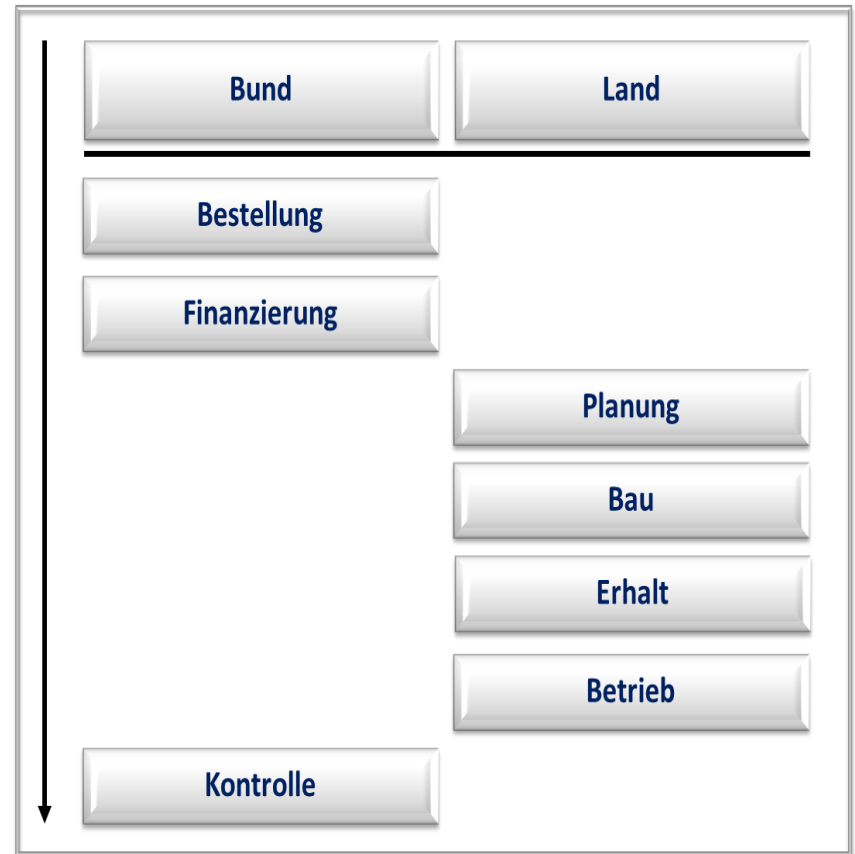 Bund
Land
Bestellung
Finanzierung
Planung
Bau
Erhalt
Betrieb
Kontrolle